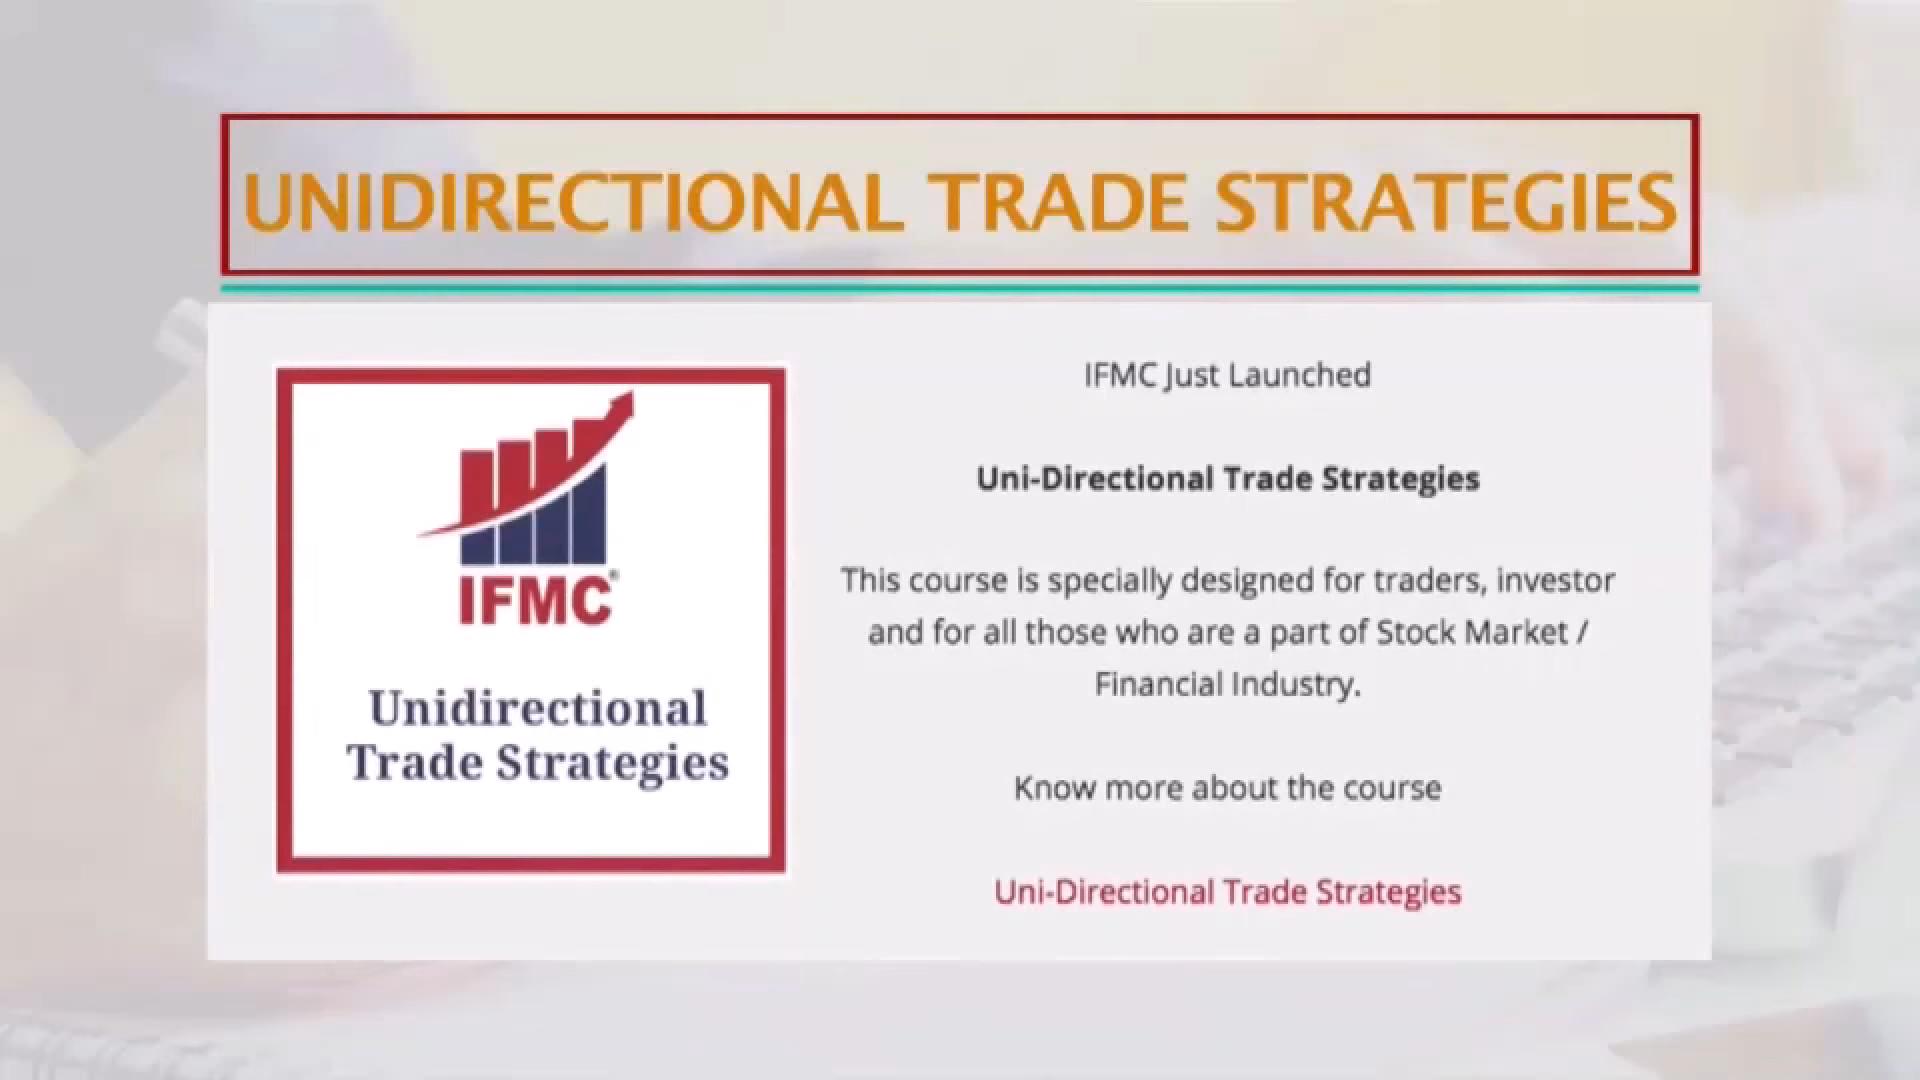 UNIDIRECTIONAL TRADE STRATEGIES
IFMC®
Unidirectional
Trade Strategies
IFMC Just Launched
Uni-Directional Trade Strategies
This course is specially designed for traders, investor
and for all those who are a part of Stock Market /
Financial Industry.
Know more about the course
Uni-Directional Trade Strategies